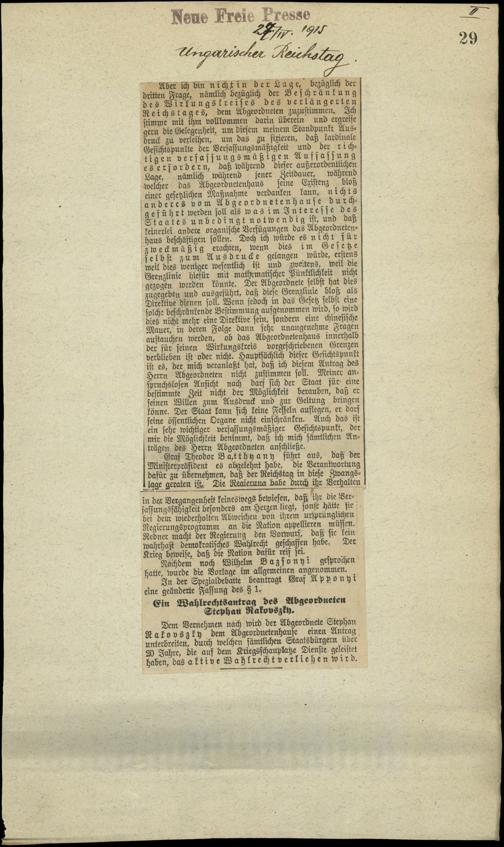 Neue Freie Presse
II
27/IV. 1915
29
Ungarischer Reichstag.
Aber ich bin nicht in der Lage, bezüglich der
dritten Frage, nämlich bezüglich der Beschränkung
des Wirkungskreises des verlängerten
Reichstages, dem Abgeordneten zuzustimmen. Ich
stimme mit ihm vollkommen darin überein und ergreife
gern die Gelegenheit, um diesem meinem Standpunkt Aus-
druck zu verleihen, um das zu fixieren, daß kardinale
Gesichtspunkte der Verfassungsmäßigkeit und der rich-
tigen verfassungsmäßigen Auffassung
es erfordern, daß während dieser außerordentlichen
Lage, nämlich während jener Zeitdauer, während
welcher das Abgeordnetenhaus seine Existenz bloß
einer gesetzlichen Maßnahme verdanken kann, nichts
anderes vom Abgeordnetenhause durch-
geführt werden soll als was im Interesse des
Staates unbedingt notwendig ist, und daß
keinerlei andere organische Verfügungen das Abgeordneten-
haus beschäftigen sollen. Doch ich würde es nicht für
zweckmäßig erachten, wenn dies im Gesetze
selbst zum Ausdrucke gelangen würde, erstens
weil dies weniger wesentlich ist und zweitens, weil die
Grenzlinie hiefür mit mathematischer Pünktlichkeit nicht
gezogen werden könnte. Der Abgeordnete selbst hat dies
zugegeben und ausgeführt, daß diese Grenzlinie bloß als
Direktive dienen soll. Wenn jedoch in das Gesetz selbst eine
solche beschränkende Bestimmung aufgenommen wird, so wird
dies nicht mehr eine Direktive sein, sondern eine chinesische
Mauer, in deren Folge dann sehr unangenehme Fragen
auftauchen werden, ob das Abgeordnetenhaus innerhalb
der für seinen Wirkungskreis vorgeschriebenen Grenzen
verblieben ist oder nicht. Hauptsächlich dieser Gesichtspunkt
ist es, der mich veranlaßt hat, daß ich diesem Antrag des
Herrn Abgeordneten nicht zustimmen soll. Meiner an-
spruchslosen Ansicht nach darf sich der Staat für eine
bestimmte Zeit nicht der Möglichkeit berauben, daß er
seinen Willen zum Ausdruck und zur Geltung bringen
könne. Der Staat kann sich keine Fesseln auflegen, er darf
seine öffentlichen Organe nicht einschränken. Auch das ist
ein sehr wichtiger verfassungsmäßiger Gesichtspunkt, der
mir die Möglichkeit benimmt, daß ich mich sämtlichen An-
trägen des Herrn Abgeordneten anschließe.
Graf Theodor Batthyany führt aus, daß der
Ministerpräsident es abgelehnt habe, die Verantwortung
dafür zu übernehmen, daß der Reichstag in diese Zwangs-
lage geraten ist. Die Regierung habe durch ihr Verhalten
in der Vergangenheit keineswegs bewiesen, daß ihr die Ver-
fassungsfähigkeit besonders am Herzen liegt, sonst hätte sie
bei dem wiederholten Abweichen von ihrem ursprünglichen
Regierungsprogramm an die Nation appellieren müssen.
Redner macht der Regierung den Vorwurf, daß sie kein
wahrhaft demokratisches Wahlrecht geschaffen habe. Der
Krieg beweise, daß die Nation dafür reif sei.
Nachdem noch Wilhelm Bazsonyi gesprochen
hatte, wurde die Vorlage im allgemeinen angenommen.
In der Spezialdebatte beantragt Graf Apponyi
eine geänderte Fassung des § 1.
Ein Wahlrechtsantrag des Abgeordneten
Stephan Rakovszky.
Dem Vernehmen nach wird der Abgeordnete Stephan
Rakovszky dem Abgeordnetenhause einen Antrag
unterbreiten, durch welchen sämtlichen Staatsbürgern über
20 Jahre, die auf dem Kriegsschauplatze Dienste geleistet
haben, das aktive Wahlrecht verliehen wird.